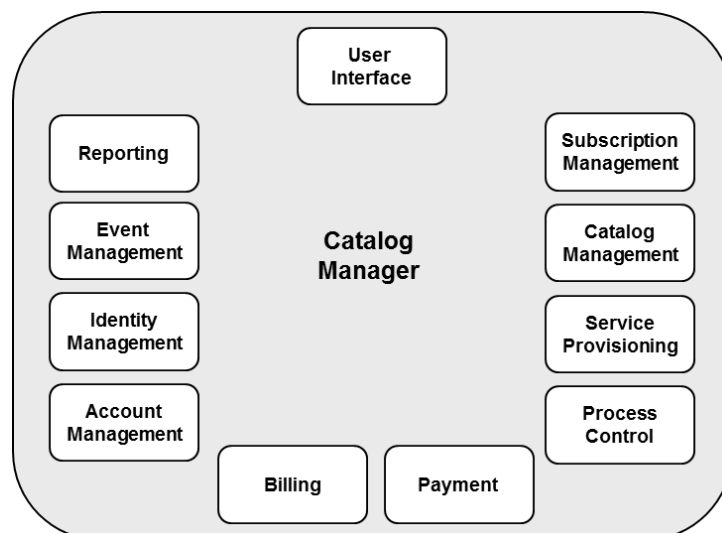 User
Interface
Reporting
Event
Management
Identity
Management
Account
Management
Catalog
Manager
Subscription
Management
Catalog
Management
Service
Provisioning
Process
Control
Billing
Payment